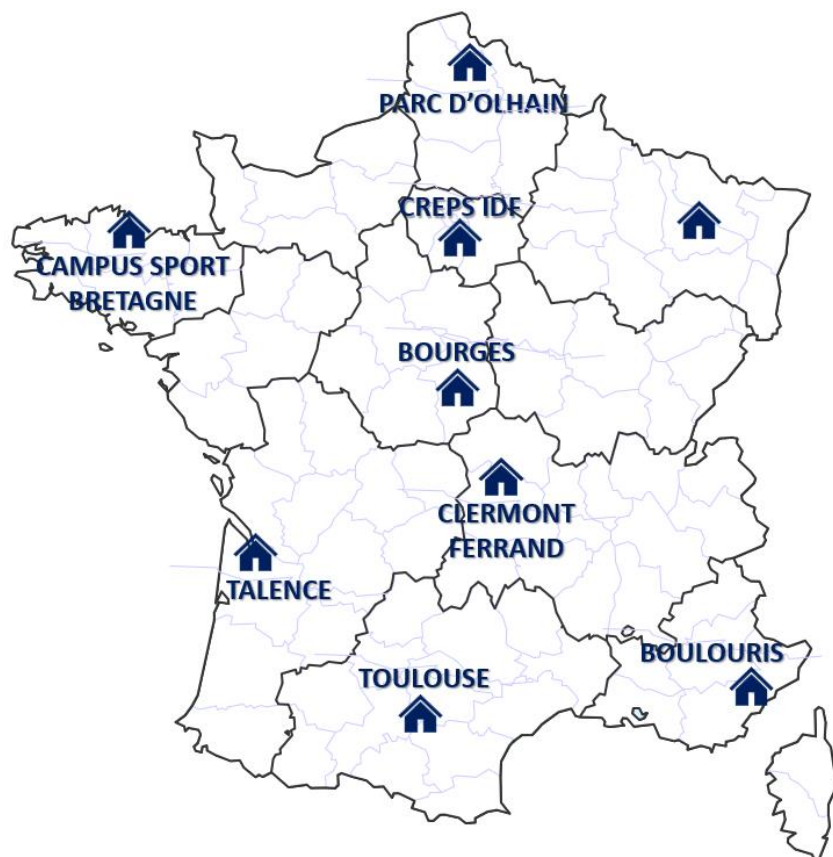 PARC D'OLHAIN
CREPS IDF
CAMPUS SPORT
BRETAGNE
BOURGES
CLERMONT
FERRAND
TALENCE
BOULOURIS
TOULOUSE